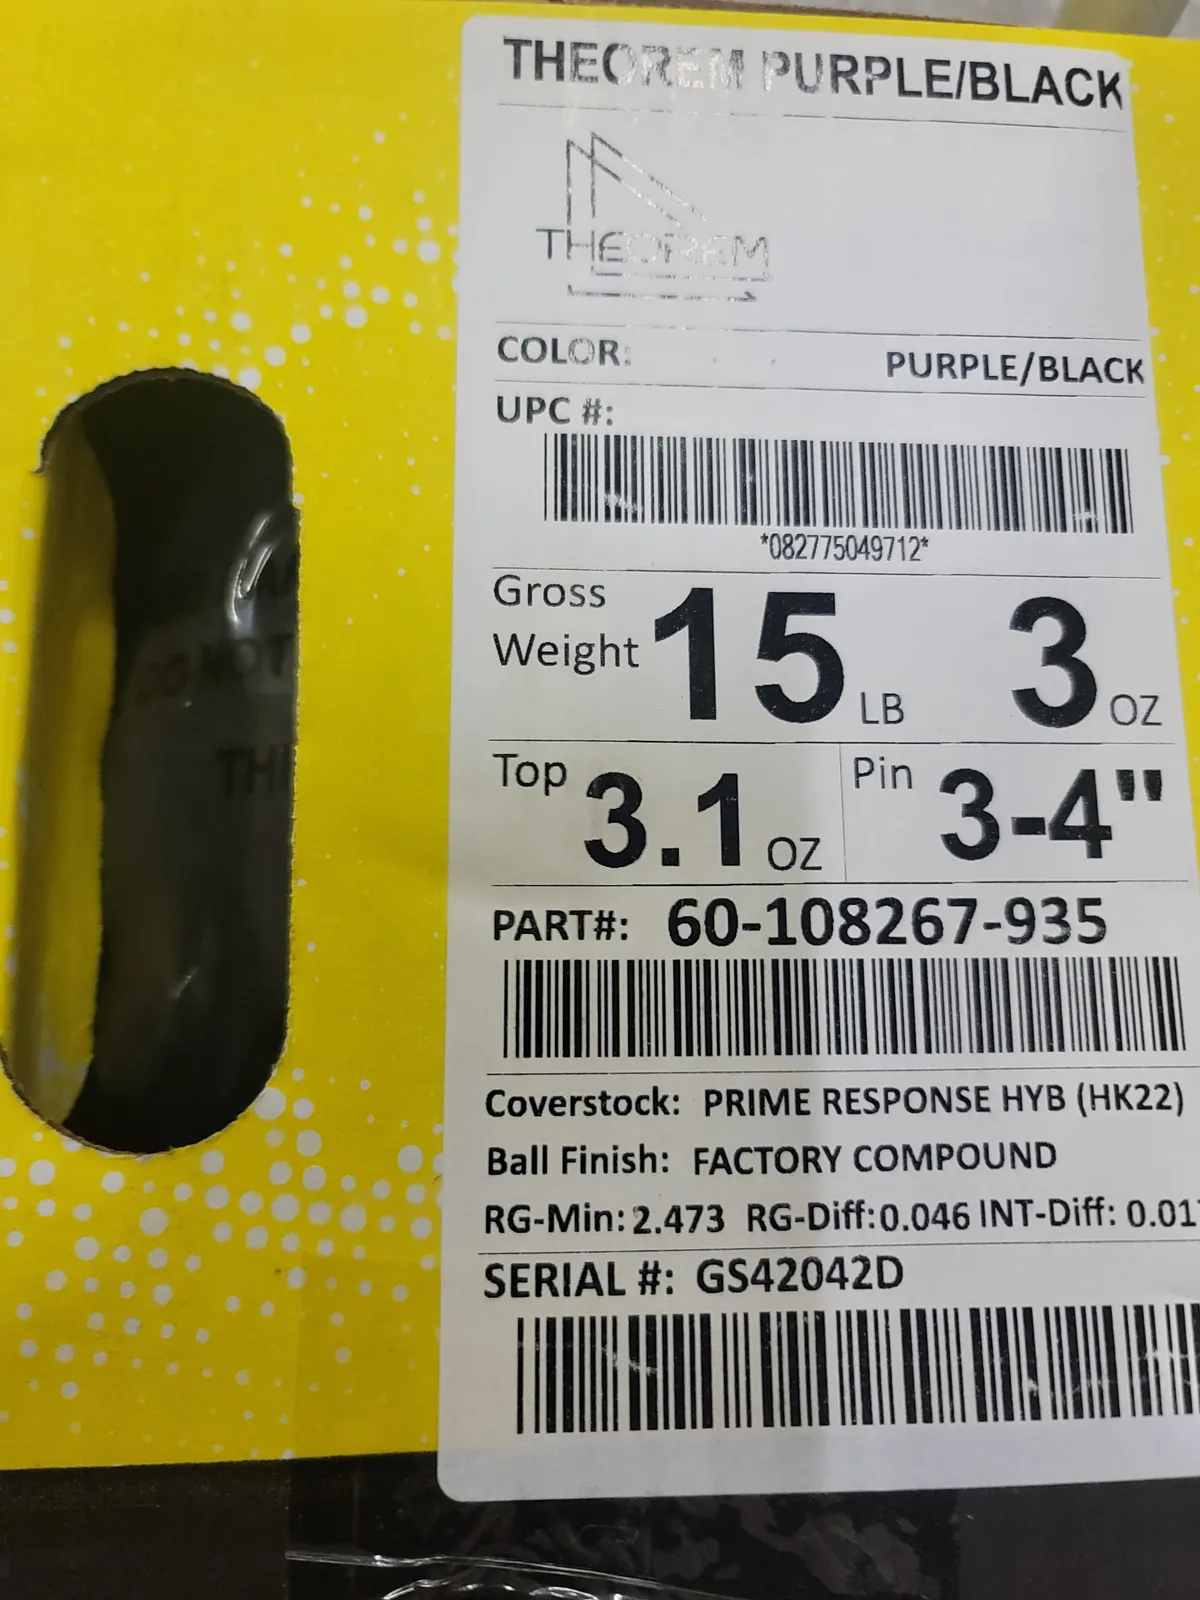 THEOREM PURPLE/BLACK
THEOREM
COLOR: PURPLE/BLACK
UPC #:
*082775049712*
Gross Weight 15 LB 3 OZ
Top 3.1 OZ Pin 3-4"
PART#: 60-108267-935
Coverstock: PRIME RESPONSE HYB (HK22)
Ball Finish: FACTORY COMPOUND
RG-Min: 2.473 RG-Diff: 0.046 INT-Diff:
SERIAL #: GS42042D